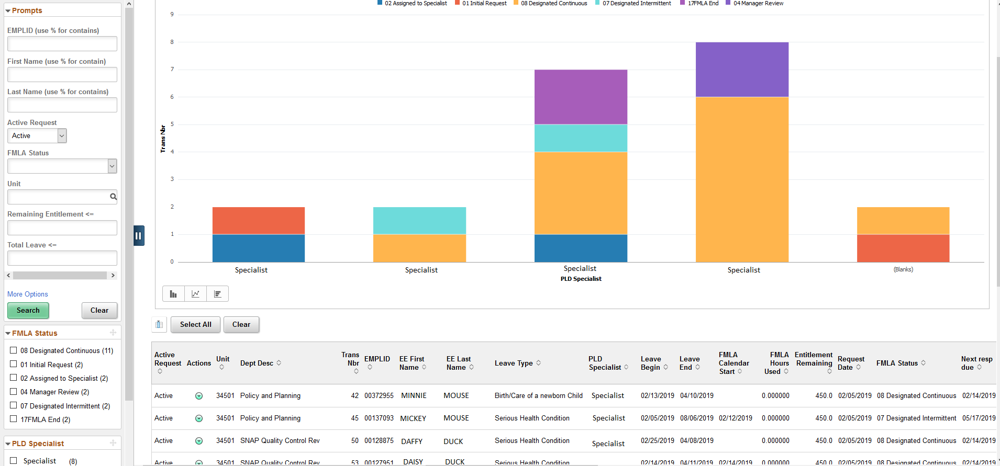 Prompts
EMPLID (use % for contains)
First Name (use % for contain)
Last Name (use % for contains)
Active Request
Active
FMLA Status
Unit
Remaining Entitlement <=
Total Leave <=
More Options
Search Clear
FMLA Status
08 Designated Continuous (11)
01 Initial Request (2)
02 Assigned to Specialist (2)
04 Manager Review (2)
07 Designated Intermittent (2)
17FMLA End (2)
PLD Specialist
Specialist (8)
02 Assigned to Specialist 01 Initial Request 08 Designated Continuous 07 Designated Intermittent 17FMLA End 04 Manager Review
9
8
7
6
5
4
3
2
1
0
Trans Nbr
Specialist Specialist Specialist Specialist (Blanks)
PLD Specialist
Select All Clear
Active Request Actions Unit Dept Desc Trans Nbr EMPLID EE First Name EE Last Name Leave Type PLD Specialist Leave Begin Leave End FMLA Calendar Start FMLA Hours Used Entitlement Remaining Request Date FMLA Status Next resp due
Active 34501 Policy and Planning 42 00372955 MINNIE MOUSE Birth/Care of a newborn Child Specialist 02/13/2019 04/10/2019 0.000000 450.0 02/05/2019 08 Designated Continuous 02/14/2019
Active 34501 Policy and Planning 45 00137093 MICKEY MOUSE Serious Health Condition Specialist 02/05/2019 08/06/2019 02/12/2019 0.000000 450.0 02/05/2019 07 Designated Intermittent 05/17/2019
Active 34501 SNAP Quality Control Rev 50 00128875 DAFFY DUCK Serious Health Condition Specialist 02/25/2019 04/08/2019 0.000000 450.0 02/05/2019 08 Designated Continuous 02/14/2019
Active 34501 SNAP Quality Control Rev 53 00127951 DAISY DUCK Serious Health Condition 02/14/2019 04/11/2019 02/14/2019 0.000000 450.0 02/05/2019 08 Designated Continuous 02/14/2019